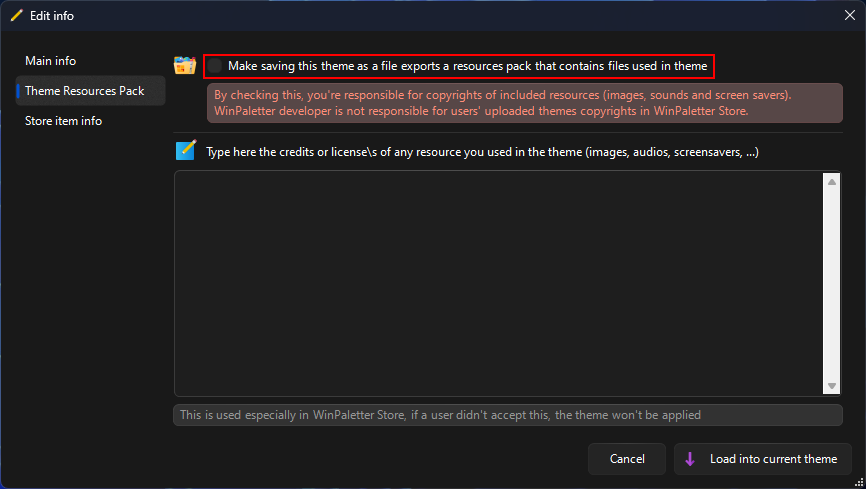 Edit info
Main info
Theme Resources Pack
Store item info
Make saving this theme as a file exports a resources pack that contains files used in theme
By checking this, you're responsible for copyrights of included resources (images, sounds and screen savers).
WinPaletter developer is not responsible for users' uploaded themes copyrights in WinPaletter Store.
Type here the credits or license\s of any resource you used in the theme (images, audios, screensavers, ...)
This is used especially in WinPaletter Store, if a user didn't accept this, the theme won't be applied
Cancel
Load into current theme